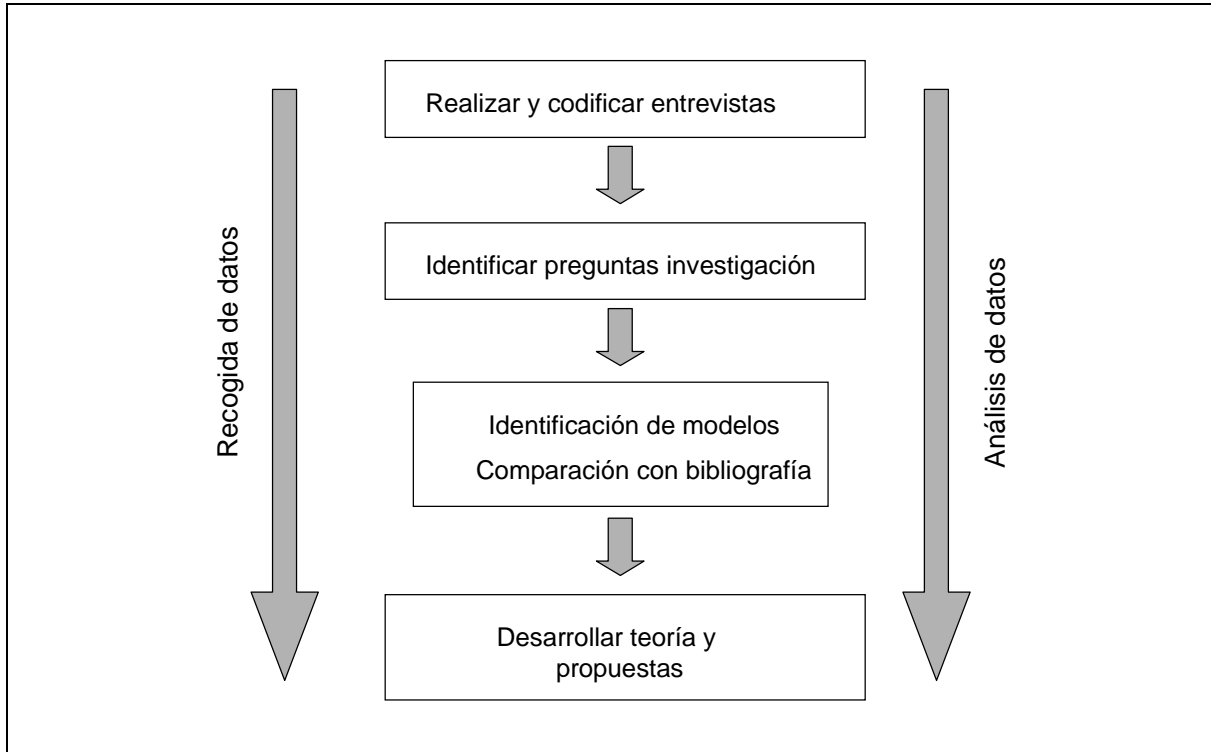 Realizar y codificar entrevistas
Identificar preguntas investigación
Identificación de modelos
Comparación con bibliografía
Desarrollar teoría y
propuestas
Recogida de datos
Análisis de datos